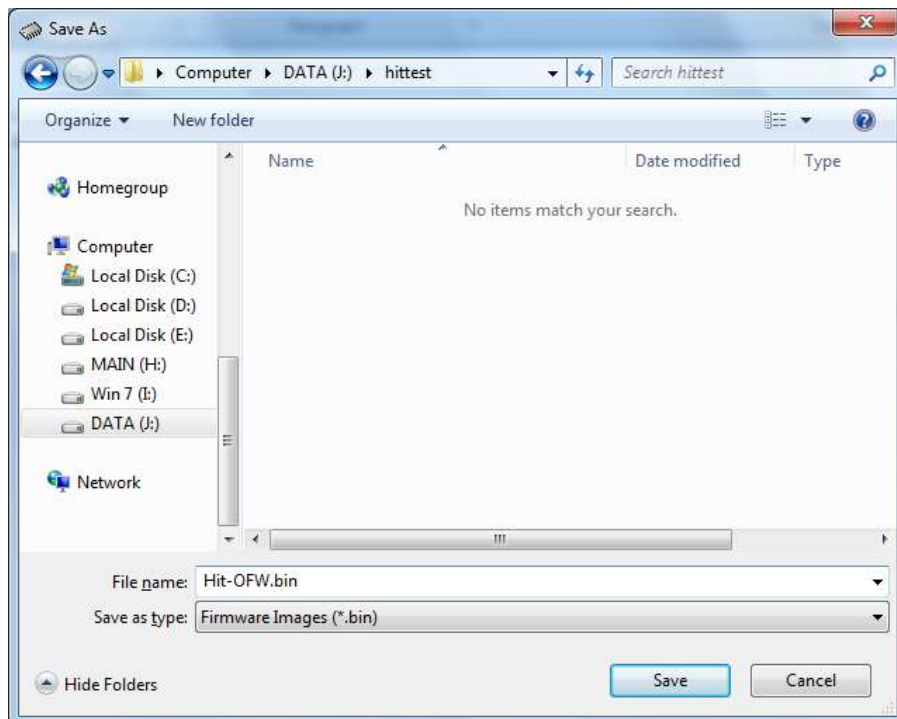 Save As
Computer ▸ DATA (J:) ▸ hittest
Search hittest
Organize
New folder
Name
Date modified
Type
No items match your search.
Homegroup
Computer
Local Disk (C:)
Local Disk (D:)
Local Disk (E:)
MAIN (H:)
Win 7 (I:)
DATA (J:)
Network
File name: Hit-OFW.bin
Save as type: Firmware Images (*.bin)
Hide Folders
Save
Cancel